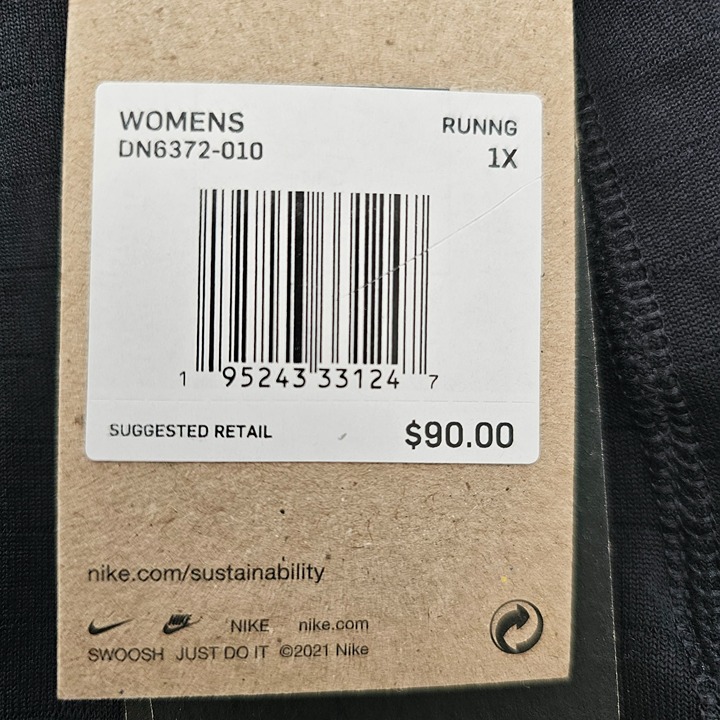 WOMENS RUNNG
DN6372-010 1X
1 95243 33124 7
SUGGESTED RETAIL $90.00
nike.com/sustainability
NIKE NIKE nike.com
SWOOSH JUST DO IT ©2021 Nike